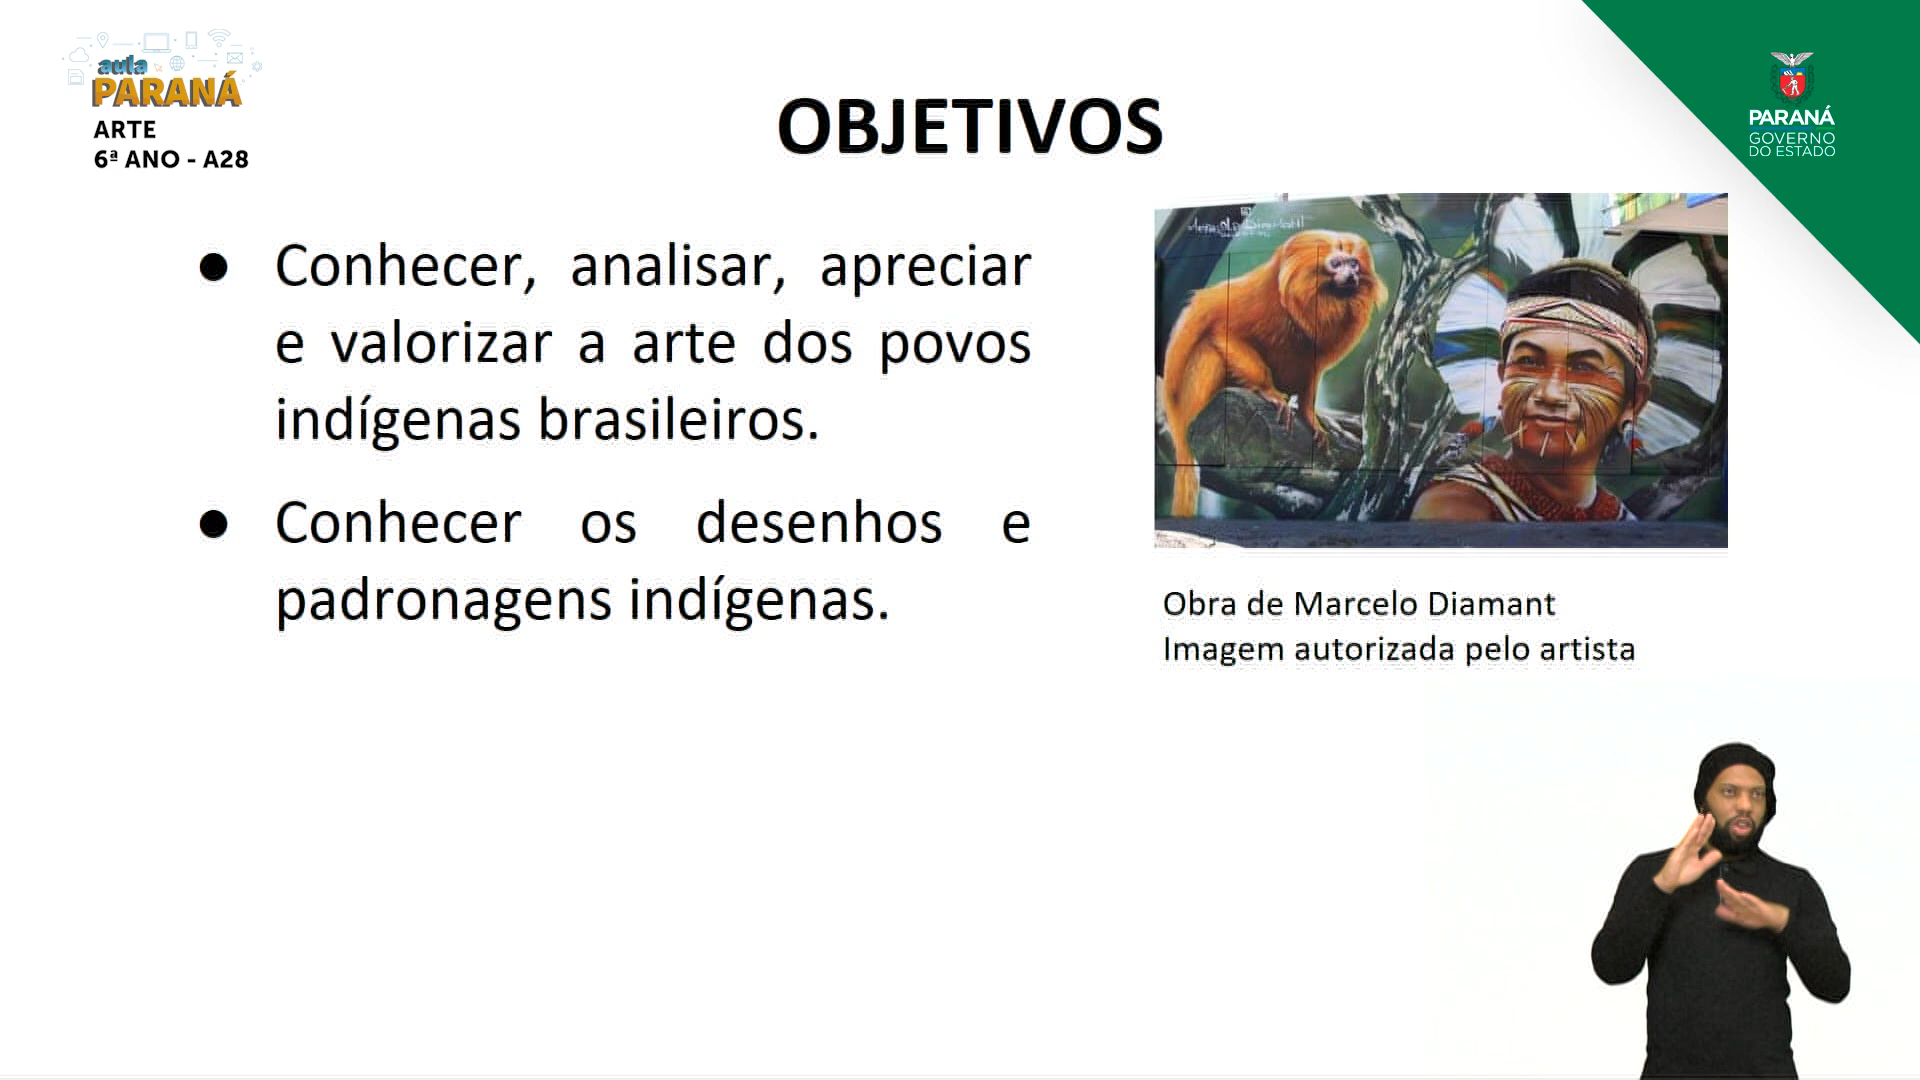 aula
PARANÁ
ARTE
6ª ANO - A28
OBJETIVOS
PARANÁ
GOVERNO
DO ESTADO
● Conhecer, analisar, apreciar
e valorizar a arte dos povos
indígenas brasileiros.
● Conhecer os desenhos e
padronagens indígenas.
Obra de Marcelo Diamant
Imagem autorizada pelo artista